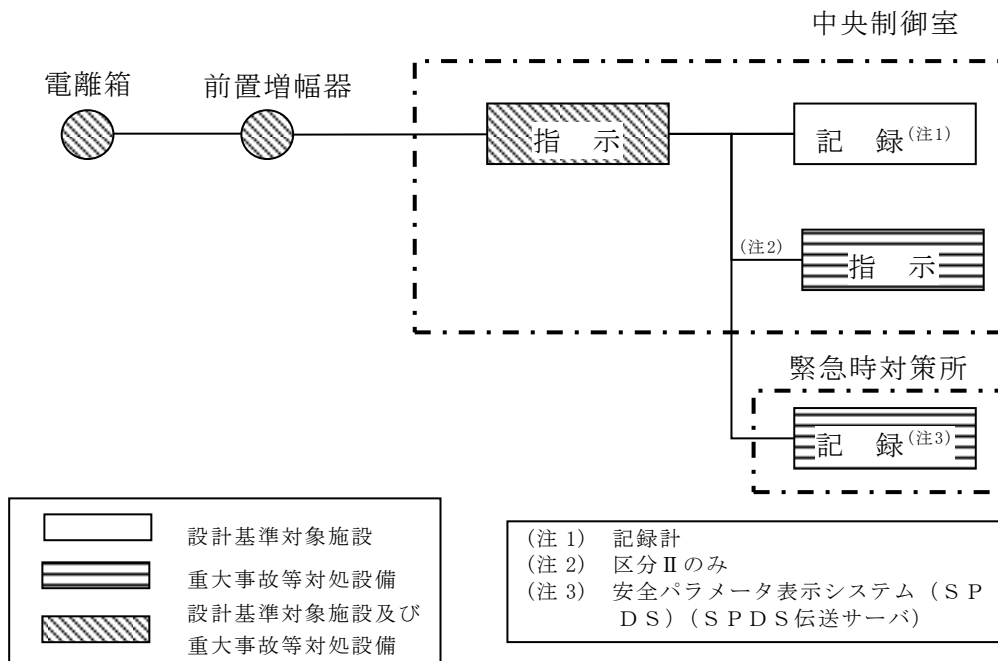 中央制御室
電離箱
前置増幅器
指 示
記 録(注1)
(注2)
指 示
緊急時対策所
記 録(注3)
設計基準対象施設
重大事故等対処設備
設計基準対象施設及び
重大事故等対処設備
(注 1) 記録計
(注 2) 区分Ⅱのみ
(注 3) 安全パラメータ表示システム（ＳＰ
ＤＳ）(ＳＰＤＳ伝送サーバ）